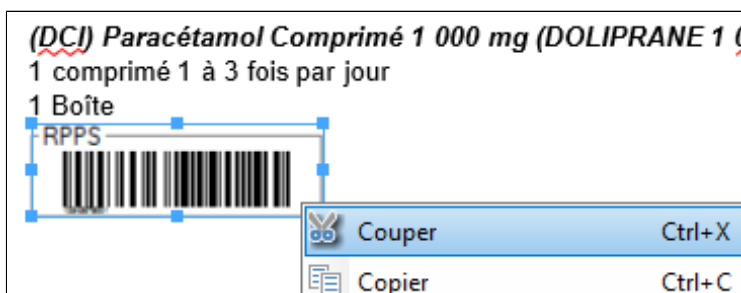 (DCI) Paracétamol Comprimé 1 000 mg (DOLIPRANE 1
1 comprimé 1 à 3 fois par jour
1 Boîte
RPPS
Couper Ctrl+X
Copier Ctrl+C